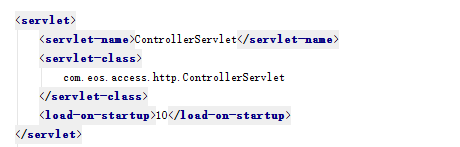 <servlet>
<servlet-name>ControllerServlet</servlet-name>
<servlet-class>
com.eos.access.http.ControllerServlet
</servlet-class>
<load-on-startup>10</load-on-startup>
</servlet>